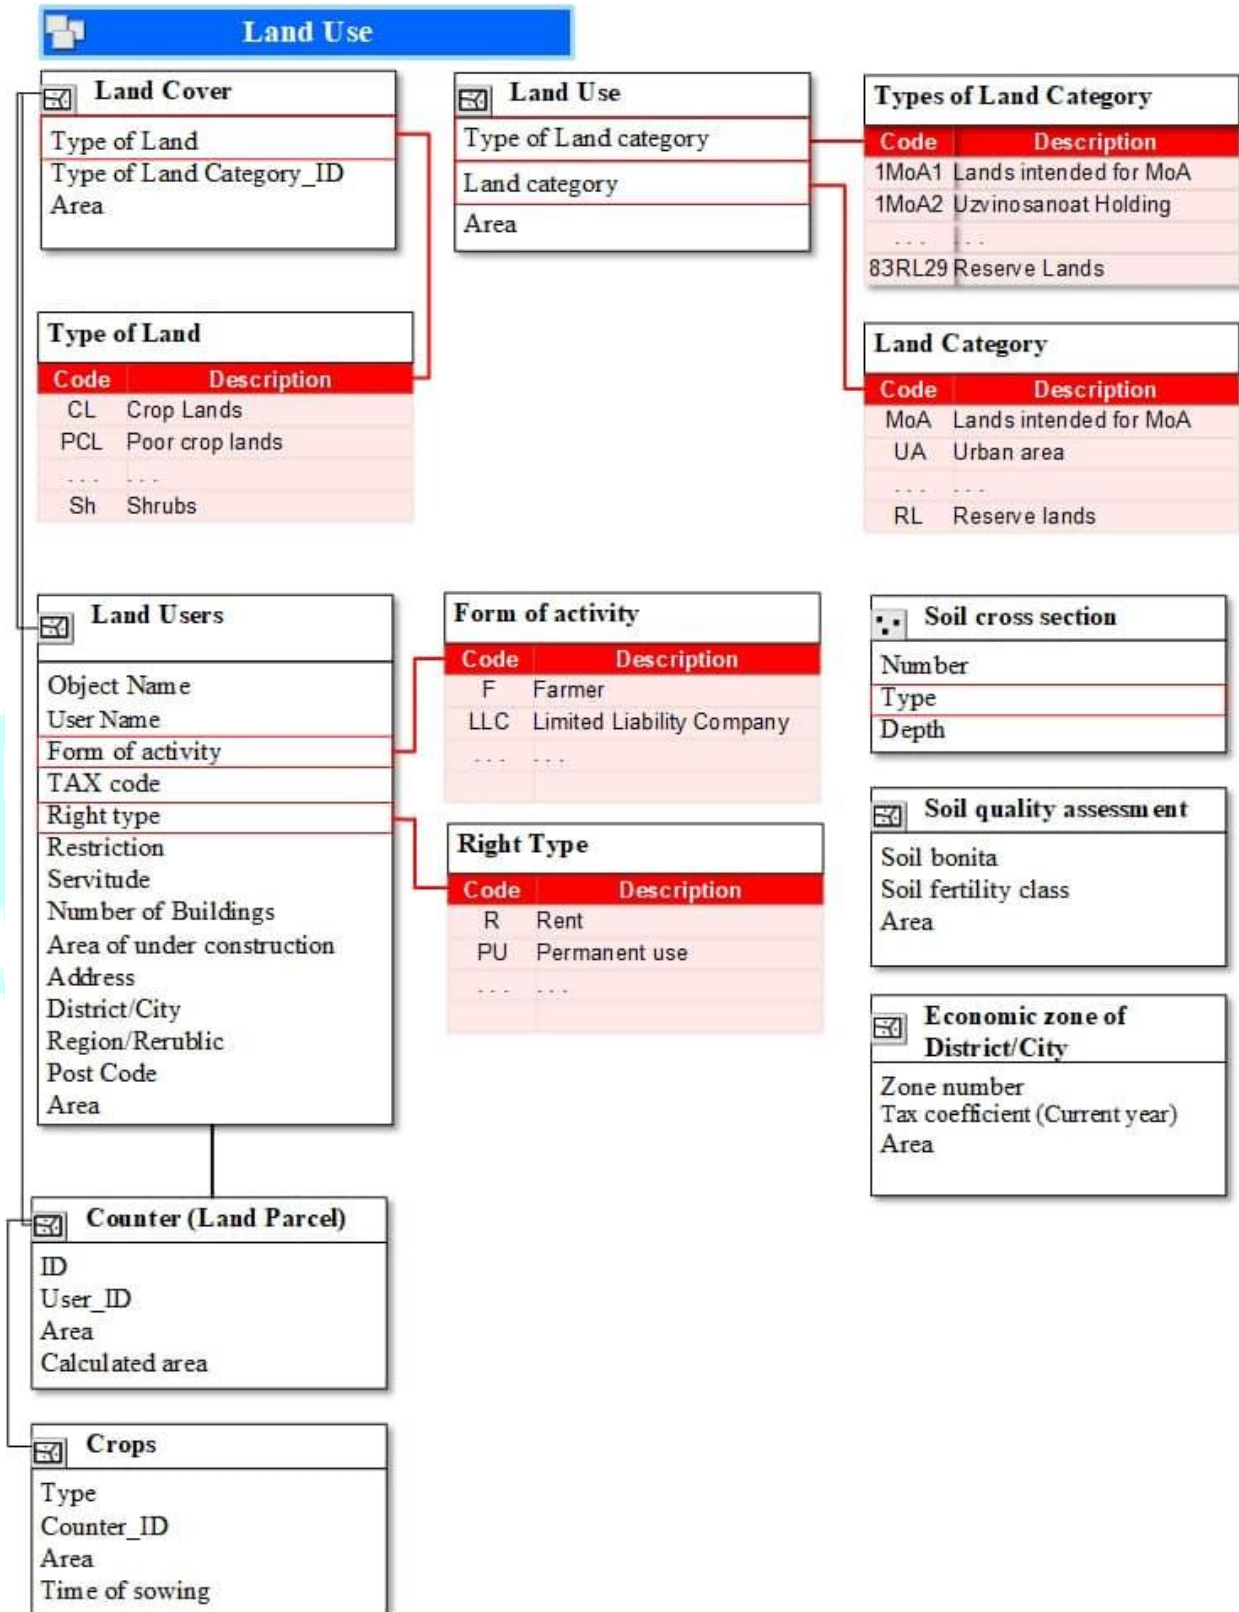 Land Use
Land Cover
Type of Land
Type of Land Category_ID
Area
Land Use
Type of Land category
Land category
Area
Types of Land Category
Code Description
1MoA1 Lands intended for MoA
1MoA2 Uzvinosanoat Holding
... ...
83RL29 Reserve Lands
Type of Land
Code Description
CL Crop Lands
PCL Poor crop lands
... ...
Sh Shrubs
Land Category
Code Description
MoA Lands intended for MoA
UA Urban area
... ...
RL Reserve lands
Land Users
Object Name
User Name
Form of activity
TAX code
Right type
Restriction
Servitude
Number of Buildings
Area of under construction
Address
District/City
Region/Rerublic
Post Code
Area
Form of activity
Code Description
F Farmer
LLC Limited Liability Company
... ...
Right Type
Code Description
R Rent
PU Permanent use
... ...
Soil cross section
Number
Type
Depth
Soil quality assessment
Soil bonita
Soil fertility class
Area
Economic zone of
District/City
Zone number
Tax coefficient (Current year)
Area
Counter (Land Parcel)
ID
User_ID
Area
Calculated area
Crops
Type
Counter_ID
Area
Time of sowing